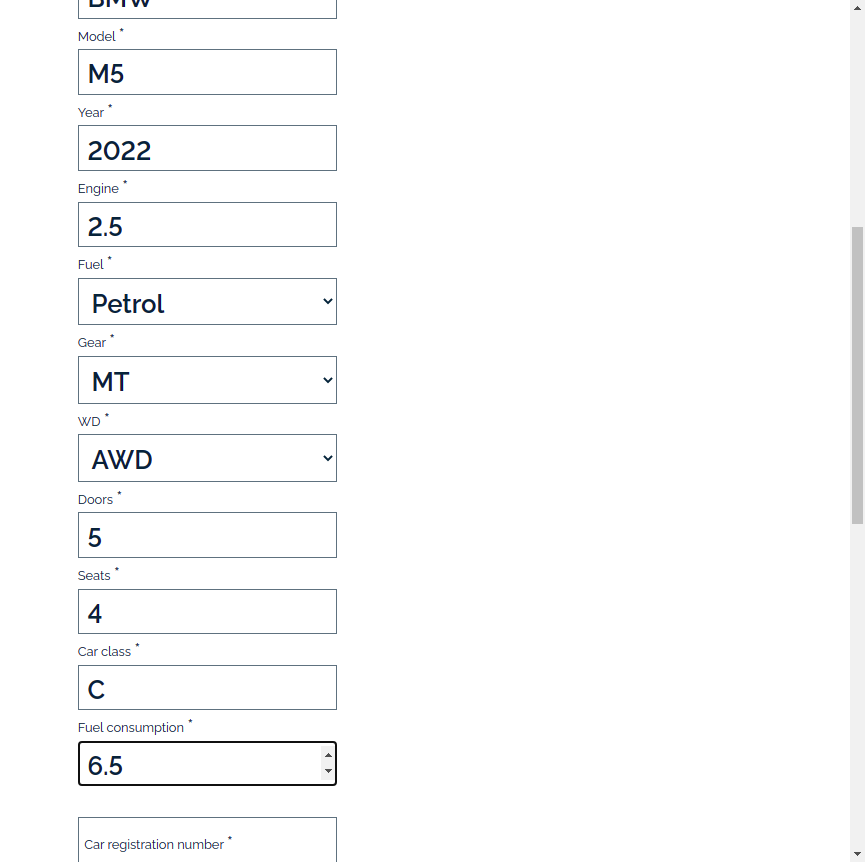 BMW
Model *
M5
Year *
2022
Engine *
2.5
Fuel *
Petrol
Gear *
MT
WD *
AWD
Doors *
5
Seats *
4
Car class *
C
Fuel consumption *
6.5
Car registration number *